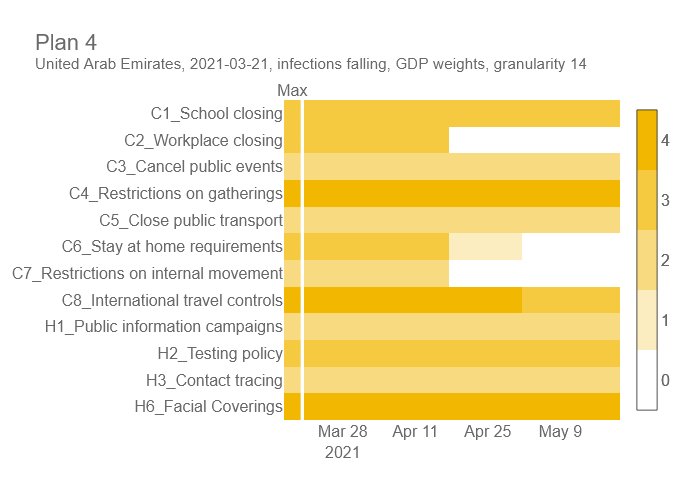 Plan 4
United Arab Emirates, 2021-03-21, infections falling, GDP weights, granularity 14
Max
C1_School closing
C2_Workplace closing
C3_Cancel public events
C4_Restrictions on gatherings
C5_Close public transport
C6_Stay at home requirements
C7_Restrictions on internal movement
C8_International travel controls
H1_Public information campaigns
H2_Testing policy
H3_Contact tracing
H6_Facial Coverings
Mar 28 Apr 11 Apr 25 May 9
2021
4
3
2
1
0